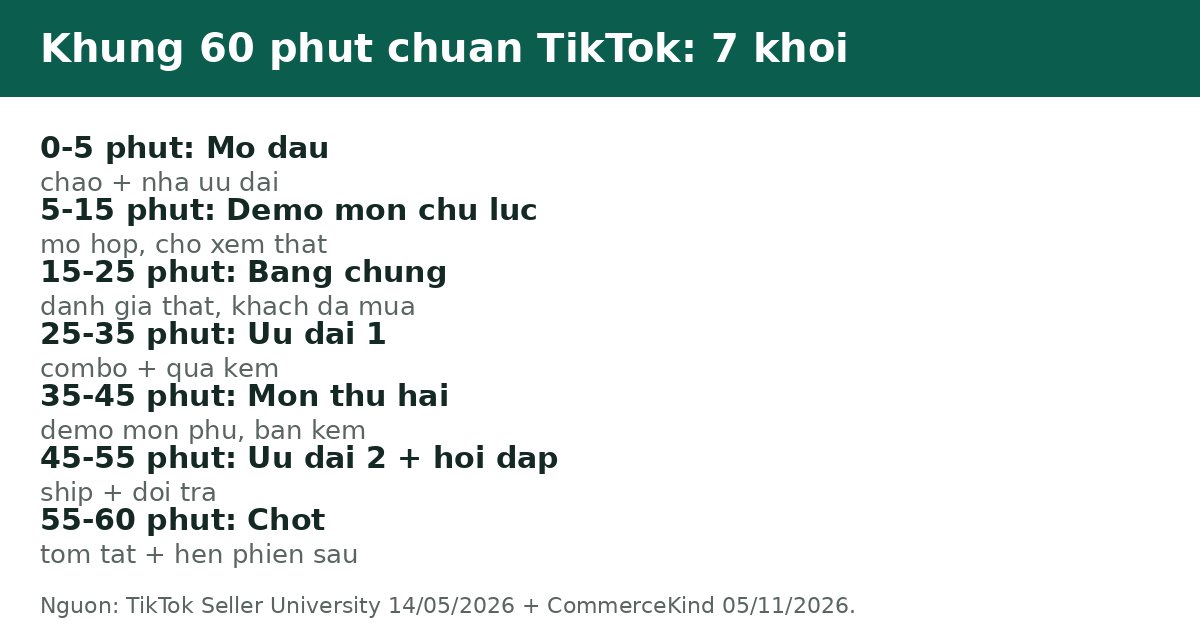 Khung 60 phut chuan TikTok: 7 khoi
0-5 phut: Mo dau
chao + nha uu dai
5-15 phut: Demo mon chu luc
mo hop, cho xem that
15-25 phut: Bang chung
danh gia that, khach da mua
25-35 phut: Uu dai 1
combo + qua kem
35-45 phut: Mon thu hai
demo mon phu, ban kem
45-55 phut: Uu dai 2 + hoi dap
ship + doi tra
55-60 phut: Chot
tom tat + hen phien sau
Nguon: TikTok Seller University 14/05/2026 + CommerceKind 05/11/2026.